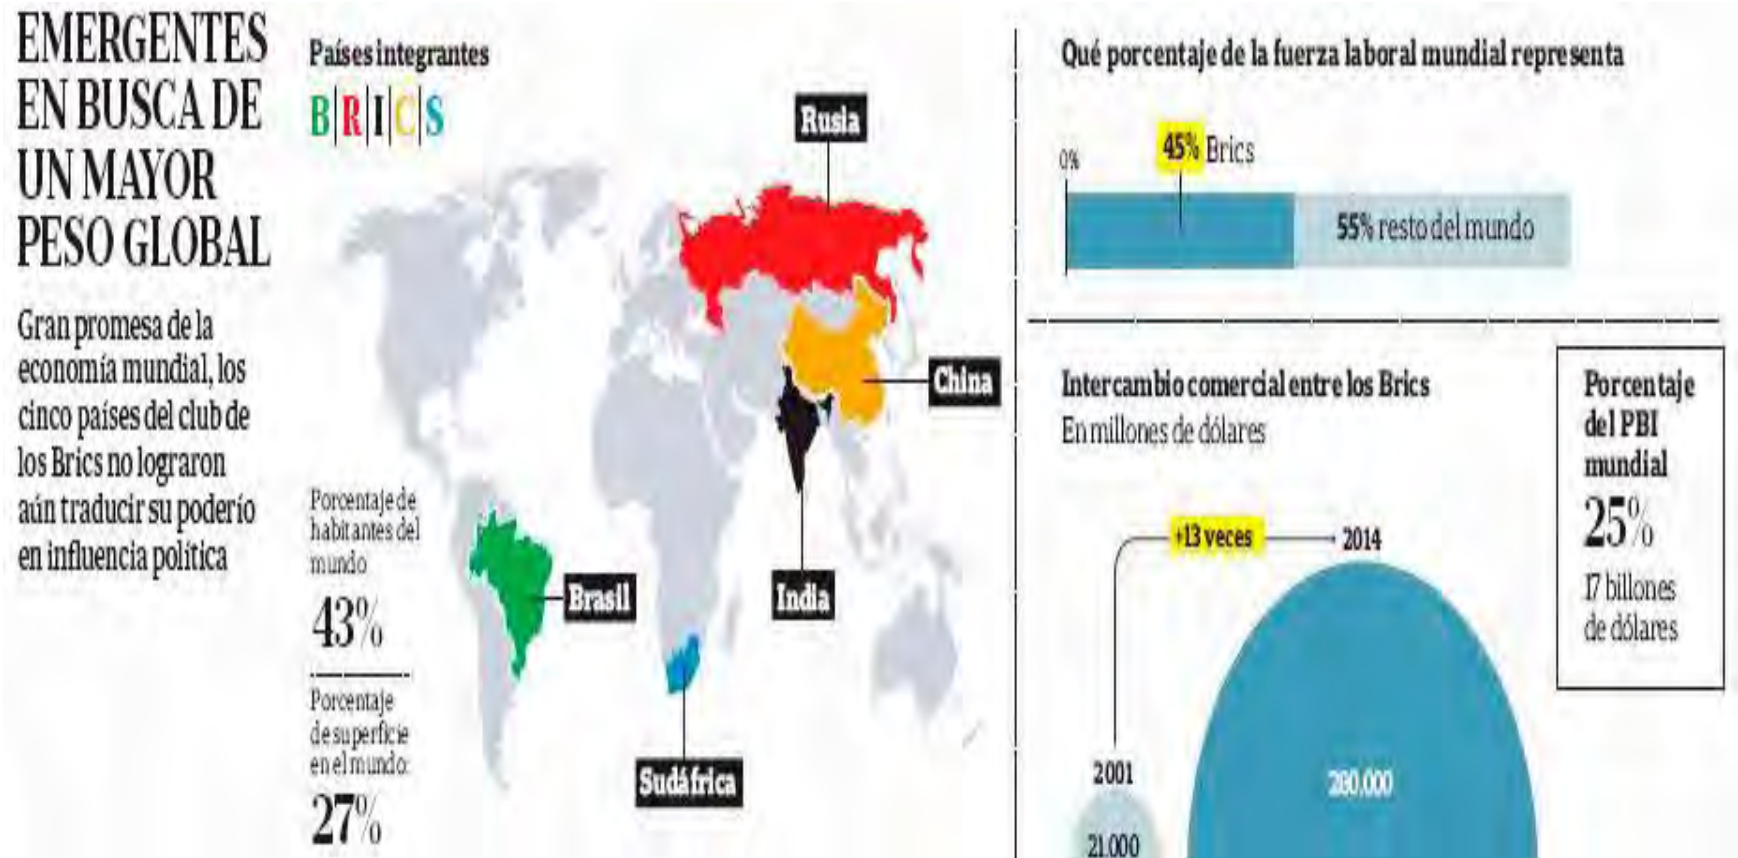 EMERGENTES
EN BUSCA DE
UN MAYOR
PESO GLOBAL
Gran promesa de la
economía mundial, los
cinco países del club de
los Brics no lograron
aún traducir su poderío
en influencia política
Países integrantes
B|R|I|C|S
Rusia
China
India
Brasil
Sudáfrica
Porcentaje de
habitantes del
mundo
43%
Porcentaje
de superficie
en el mundo:
27%
Qué porcentaje de la fuerza laboral mundial representa
0%
45% Brics
55% resto del mundo
Intercambio comercial entre los Brics
En millones de dólares
+13 veces
2014
2001
280.000
21.000
Porcentaje
del PBI
mundial
25%
17 billones
de dólares